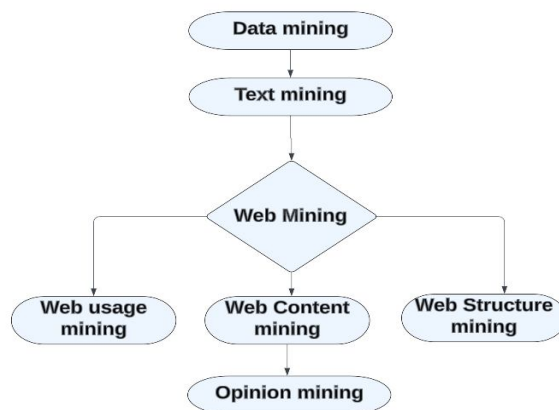 Data mining
Text mining
Web Mining
Web usage
mining
Web Content
mining
Web Structure
mining
Opinion mining